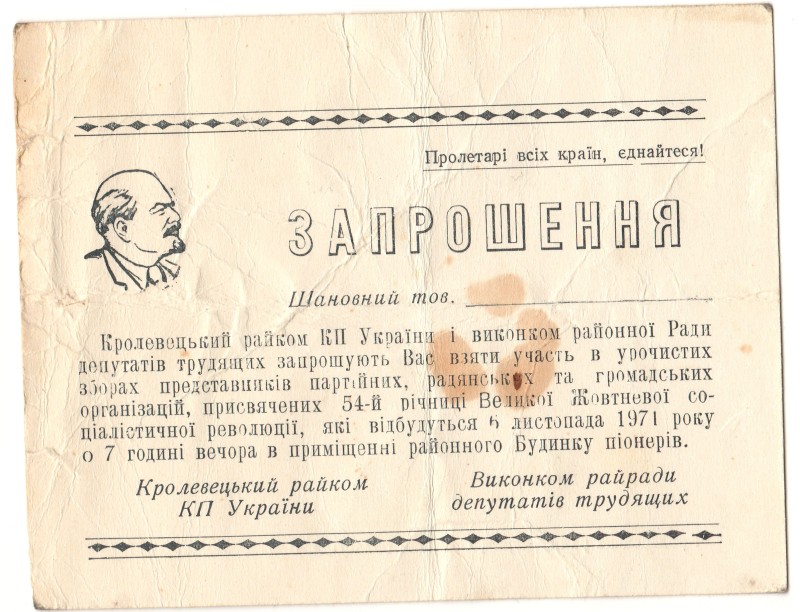 Пролетарі всіх країн, єднайтеся!
ЗАПРОШЕННЯ
Шановний тов.
Кролевецький райком КП України і виконком районної Ради
депутатів трудящих запрошують Вас взяти участь в урочистих
зборах представників партійних, радянських та громадських
організацій, присвячених 54-й річниці Великої Жовтневої со-
ціалістичної революції, які відбудуться 6 листопада 1971 року
о 7 годині вечора в приміщенні районного Будинку піонерів.
Кролевецький райком
КП України
Виконком райради
депутатів трудящих